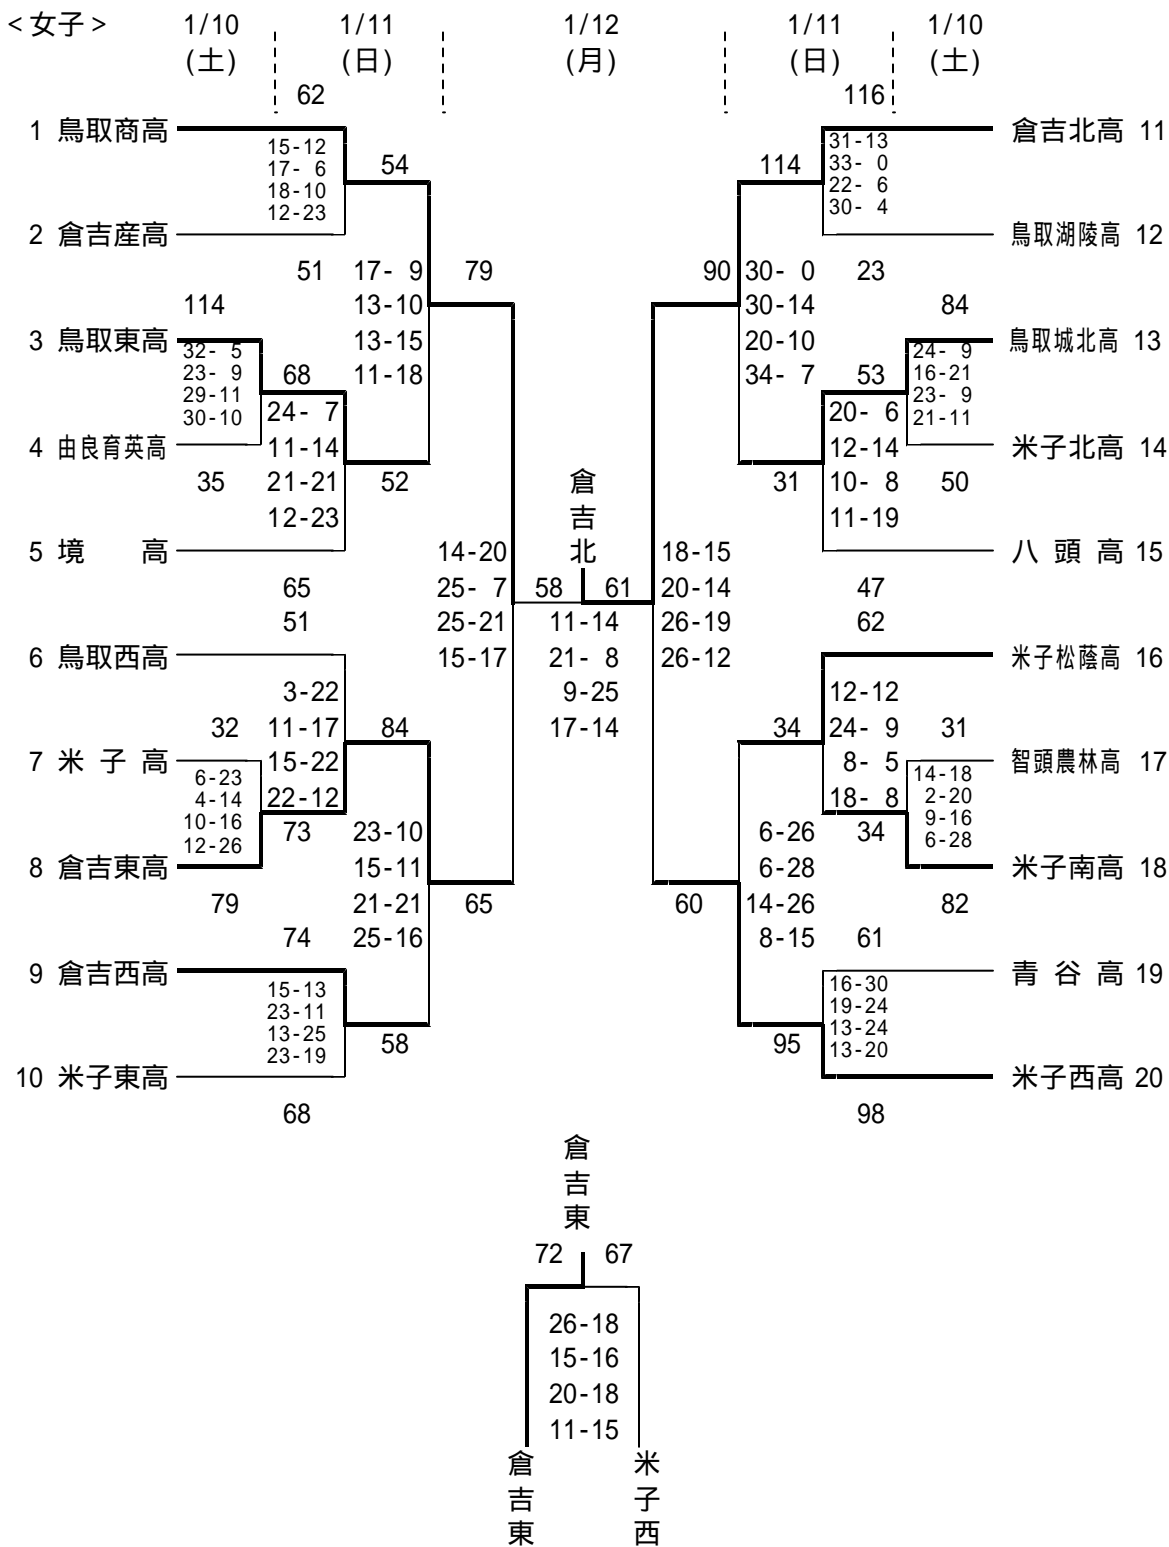 <女子> 1/10 1/11 1/12 1/11 1/10
(土) (日) (月) (日) (土)
62 116
1 鳥取商高 倉吉北高 11
15-12 31-13
54 114
17- 6 33- 0
18-10 22- 6
12-23 30- 4
2 倉吉産高 鳥取湖陵高 12
51 17- 9 79 90 30- 0 23
114 13-10 30-14 84
3 鳥取東高 13-15 20-10 鳥取城北高 13
32- 5 24- 9
23- 9 68 11-18 34- 7 53 16-21
29-11 23- 9
30-10 24- 7 20- 6 21-11
4 由良育英高 11-14 12-14 米子北高 14
35 21-21 52 倉 31 10- 8 50
12-23 吉 11-19
5 境 高 14-20 北 18-15 八頭高 15
65 25- 7 58 61 20-14 47
51 25-21 11-14 26-19 62
6 鳥取西高 15-17 21- 8 26-12 米子松蔭高 16
3-22 9-25 12-12
32 11-17 84 17-14 34 24- 9 31
7 米子高 15-22 8- 5 智頭農林高 17
6-23 14-18
4-14 22-12 18- 8 2-20
10-16 9-16
73 23-10 6-26 34
12-26 6-28
8 倉吉東高 15-11 6-28 米子南高 18
79 21-21 65 60 14-26 82
74 25-16 8-15 61
9 倉吉西高 青谷高 19
15-13 16-30
23-11 19-24
13-25 58 95 13-24
23-19 13-20
10 米子東高 米子西高 20
68 98
倉
吉
東
72 67
26-18
15-16
20-18
11-15
倉 米
吉 子
東 西